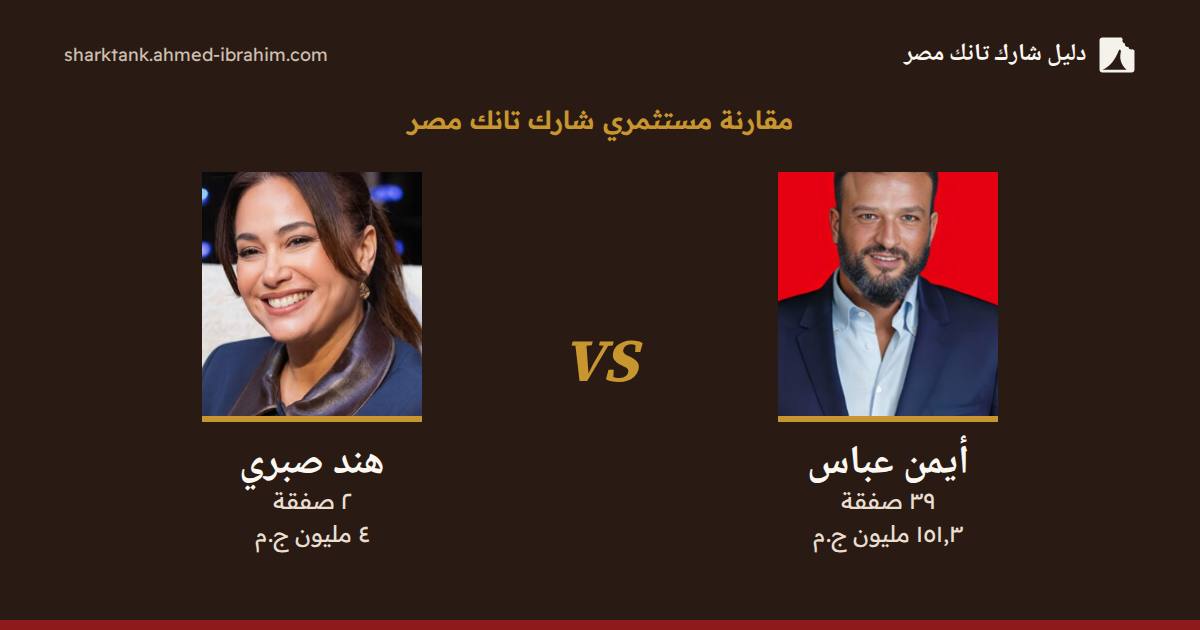 دليل شارك تانك مصر
sharktank.ahmed-ibrahim.com
مقارنة مستثمري شارك تانك مصر
أيمن عباس
٣٩ صفقة
١٥١,٣ مليون ج.م
VS
هند صبري
٢ صفقة
٤ مليون ج.م